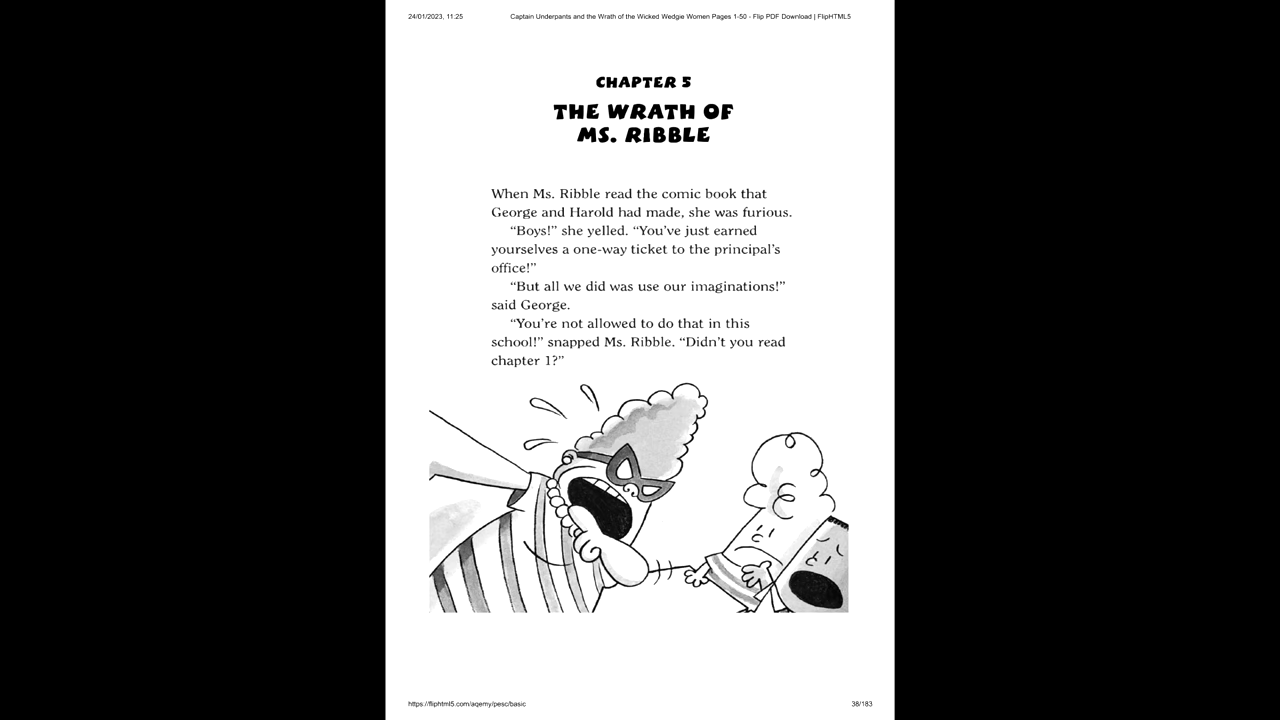 24/01/2023, 11:25
Captain Underpants and the Wrath of the Wicked Wedgie Women Pages 1-50 - Flip PDF Download | FlipHTML5
CHAPTER 5
THE WRATH OF
MS. RIBBLE
When Ms. Ribble read the comic book that
George and Harold had made, she was furious.
“Boys!” she yelled. “You’ve just earned
yourselves a one-way ticket to the principal’s
office!”
“But all we did was use our imaginations!”
said George.
“You’re not allowed to do that in this
school!” snapped Ms. Ribble. “Didn’t you read
chapter 1?”
https://fliphtml5.com/aqemy/pesc/basic
38/183